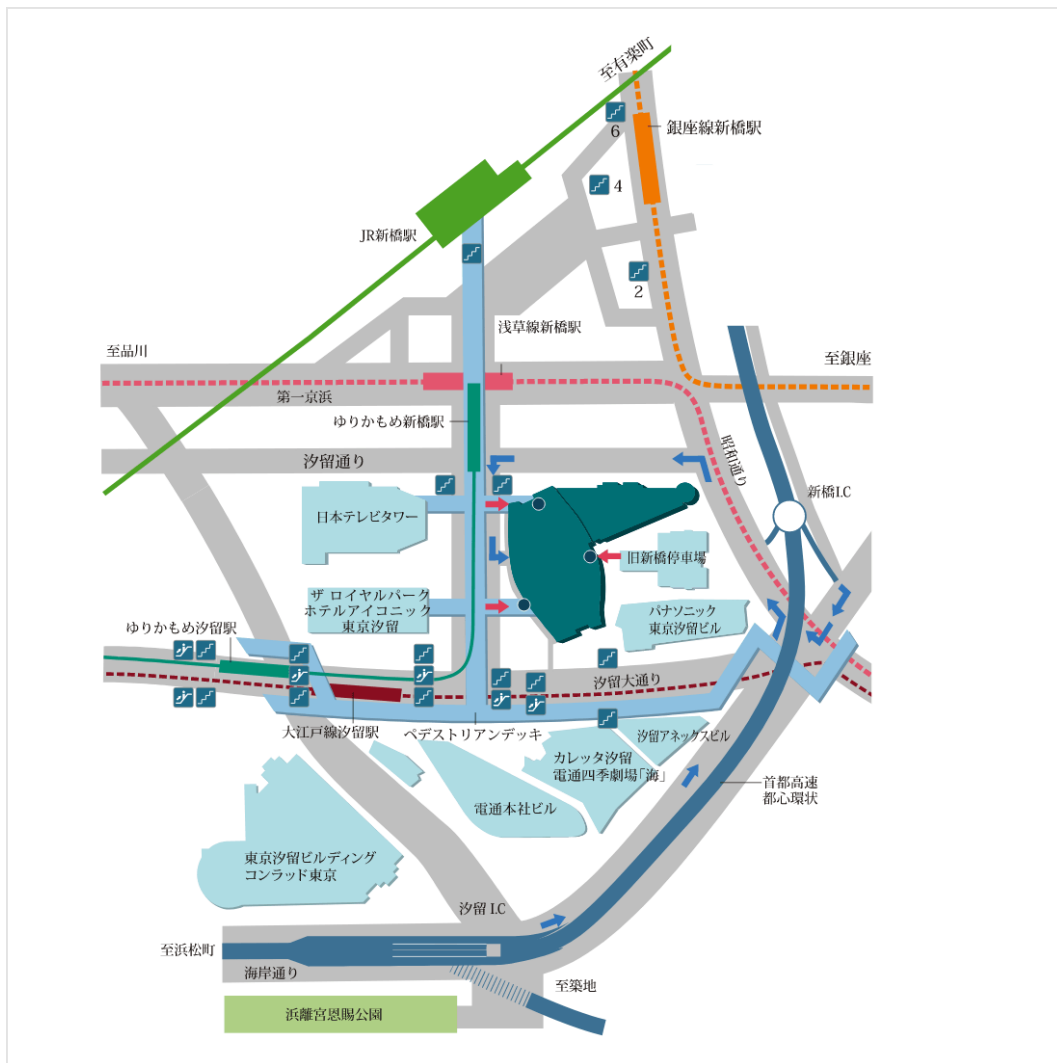 至有楽町
銀座線新橋駅
6
4
JR新橋駅
2
浅草線新橋駅
至品川
至銀座
第一京浜
ゆりかもめ新橋駅
昭和通り
汐留通り
新橋I.C
日本テレビタワー
旧新橋停車場
ザ ロイヤルパーク
ホテルアイコニック
東京汐留
パナソニック
東京汐留ビル
ゆりかもめ汐留駅
汐留大通り
大江戸線汐留駅
ペデストリアンデッキ
汐留アネックスビル
カレッタ汐留
電通四季劇場「海」
首都高速
都心環状
電通本社ビル
東京汐留ビルディング
コンラッド東京
汐留 I.C
至浜松町
海岸通り
至築地
浜離宮恩賜公園